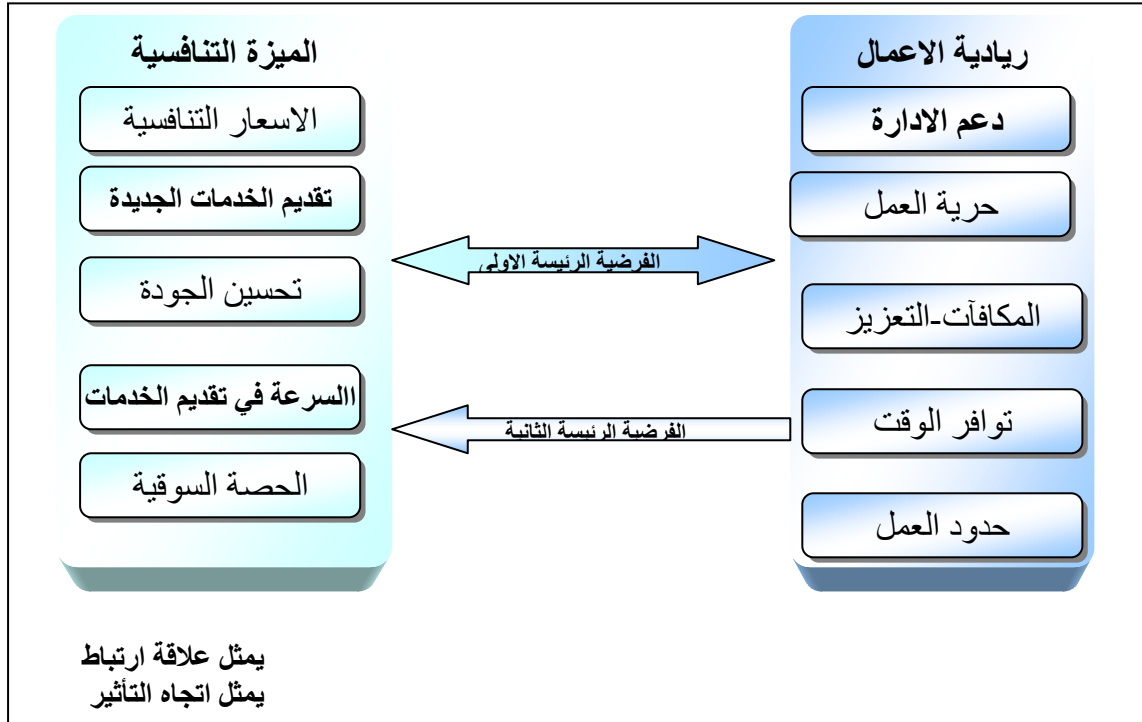 ريادية الاعمال
دعم الادارة
حرية العمل
المكافآت-التعزيز
توافر الوقت
حدود العمل
الفرضية الرئيسة الاولى
الفرضية الرئيسة الثانية
الميزة التنافسية
الاسعار التنافسية
تقديم الخدمات الجديدة
تحسين الجودة
االسرعة في تقديم الخدمات
الحصة السوقية
يمثل علاقة ارتباط
يمثل اتجاه التأثير